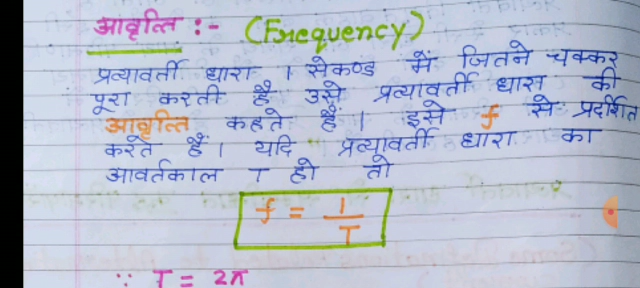 आवृत्ति :- (Frequency)
प्रत्यावर्ती धारा 1 सेकण्ड में जितने चक्कर
पूरा करती है उसे प्रत्यावर्ती धारा की
आवृत्ति कहते हैं। इसे f से प्रदर्शित
करते हैं। यदि प्रत्यावर्ती धारा का
आवर्तकाल T हो तो
f = 1/T
∵ T = 2π